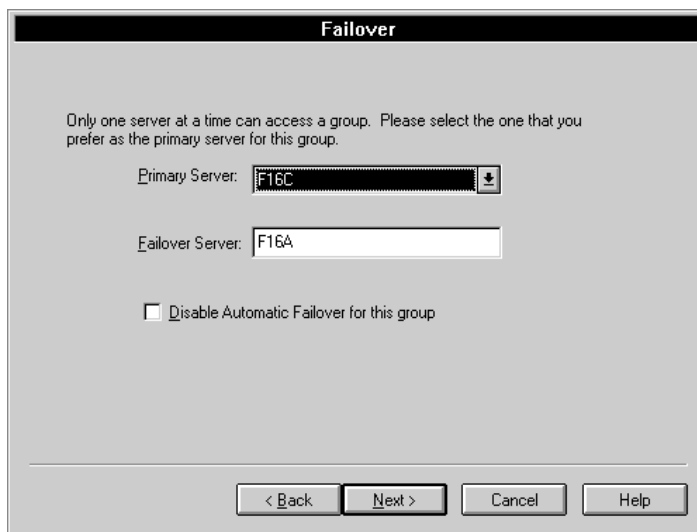 Failover
Only one server at a time can access a group.  Please select the one that you
prefer as the primary server for this group.
Primary Server: F16C
Failover Server: F16A
Disable Automatic Failover for this group
< Back Next > Cancel Help